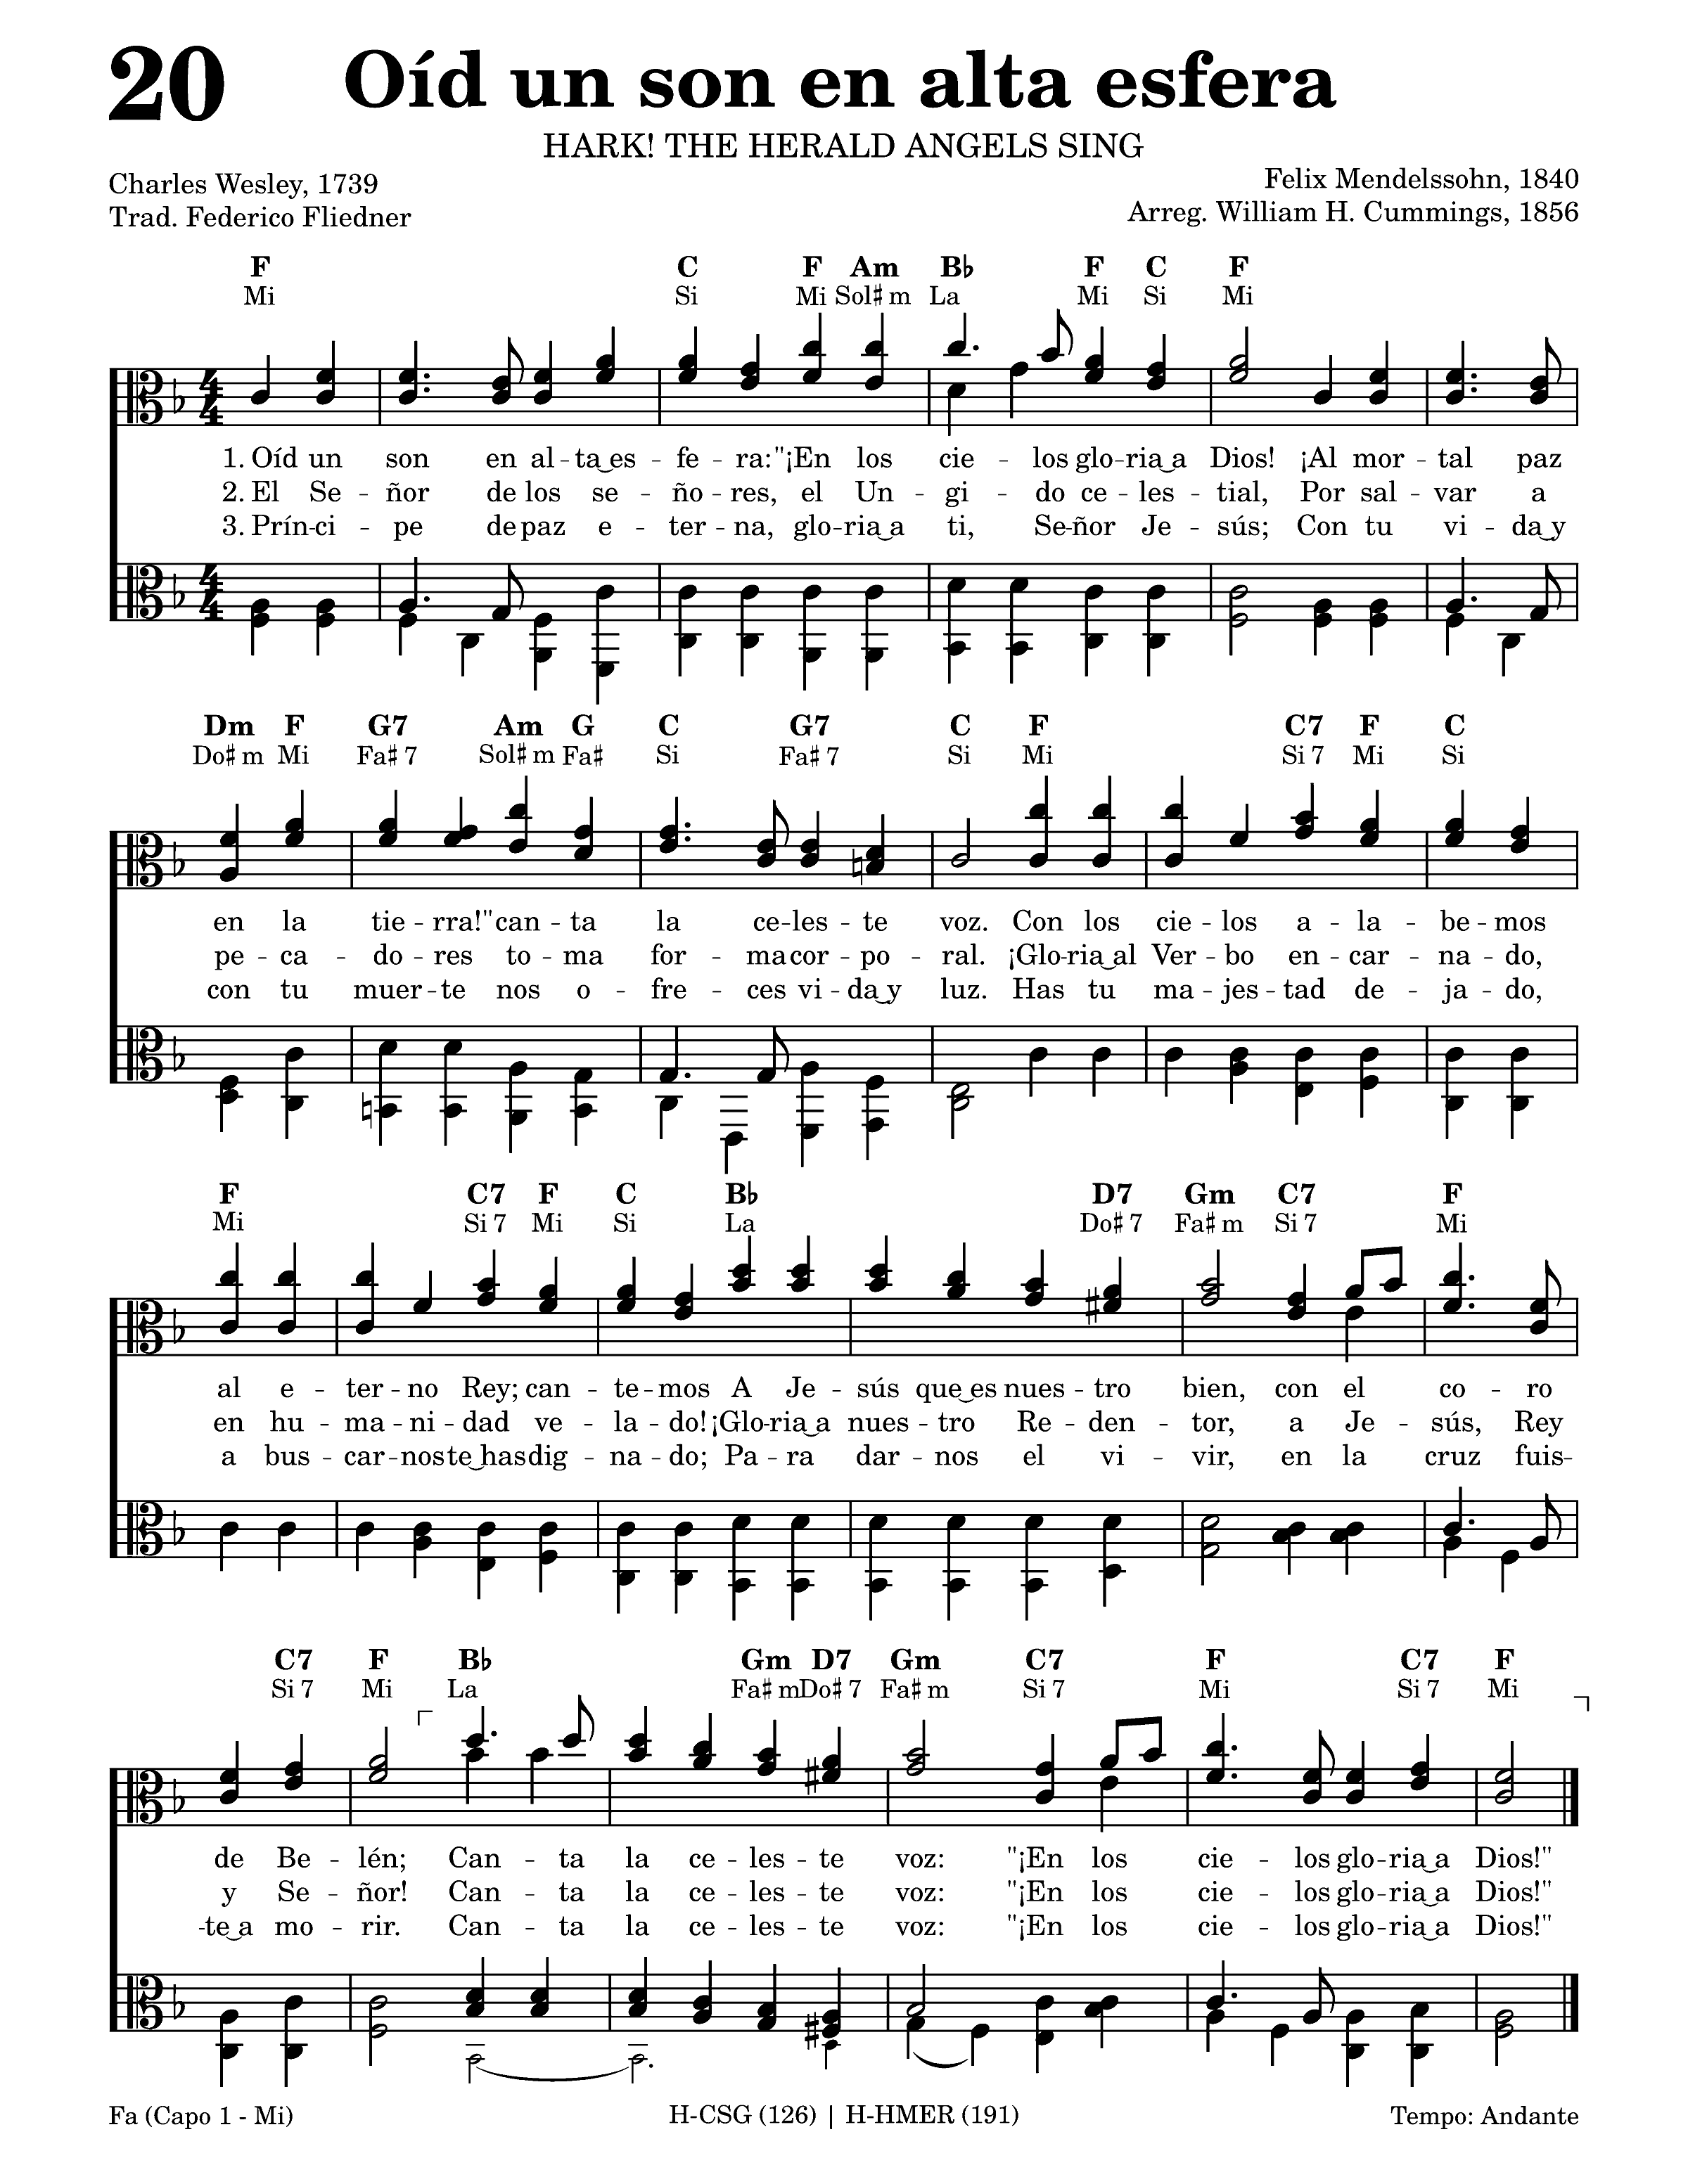 20 Oíd un son en alta esfera
HARK! THE HERALD ANGELS SING
Charles Wesley, 1739
Felix Mendelssohn, 1840
Trad. Federico Fliedner
Arreg. William H. Cummings, 1856
F C F Am B♭ F C F
Mi Si Mi Sol♯ m La Mi Si Mi
1. Oíd un son en al – ta‿es – fe – ra: "¡En los cie – los glo – ria‿a Dios! ¡Al mor – tal paz
2. El Se – ñor de los se – ño – res, el Un – gi – do ce – les – tial, Por sal – var a
3. Prín – ci – pe de paz e – ter – na, glo – ria‿a ti, Se – ñor Je – sús; Con tu vi – da‿y
Dm F G7 Am G C G7 C F C7 F C
Do♯ m Mi Fa♯ 7 Sol♯ m Fa♯ Si Fa♯ 7 Si Mi Si 7 Mi Si
en la tie – rra!" can – ta la ce – les – te voz. Con los cie – los a – la – be – mos
pe – ca – do – res to – ma for – ma cor – po – ral. ¡Glo – ria‿al Ver – bo en – car – na – do,
con tu muer – te nos o – fre – ces vi – da‿y luz. Has tu ma – jes – tad de – ja – do,
F C7 F C B♭ D7 Gm C7 F
Mi Si 7 Mi Si La Do♯ 7 Fa♯ m Si 7 Mi
al e – ter – no Rey; can – te – mos A Je – sús que‿es nues – tro bien, con el co – ro
en hu – ma – ni – dad ve – la – do! ¡Glo – ria‿a nues – tro Re – den – tor, a Je – sús, Rey
a bus – car – nos te‿has dig – na – do; Pa – ra dar – nos el vi – vir, en la cruz fuis –
C7 F B♭ Gm D7 Gm C7 F C7 F
Si 7 Mi La Fa♯ m Do♯ 7 Fa♯ m Si 7 Mi Si 7 Mi
de Be – lén; Can – ta la ce – les – te voz: "¡En los cie – los glo – ria‿a Dios!"
y Se – ñor! Can – ta la ce – les – te voz: "¡En los cie – los glo – ria‿a Dios!"
-te‿a mo – rir. Can – ta la ce – les – te voz: "¡En los cie – los glo – ria‿a Dios!"
Fa (Capo 1 - Mi) H-CSG (126) | H-HMER (191) Tempo: Andante